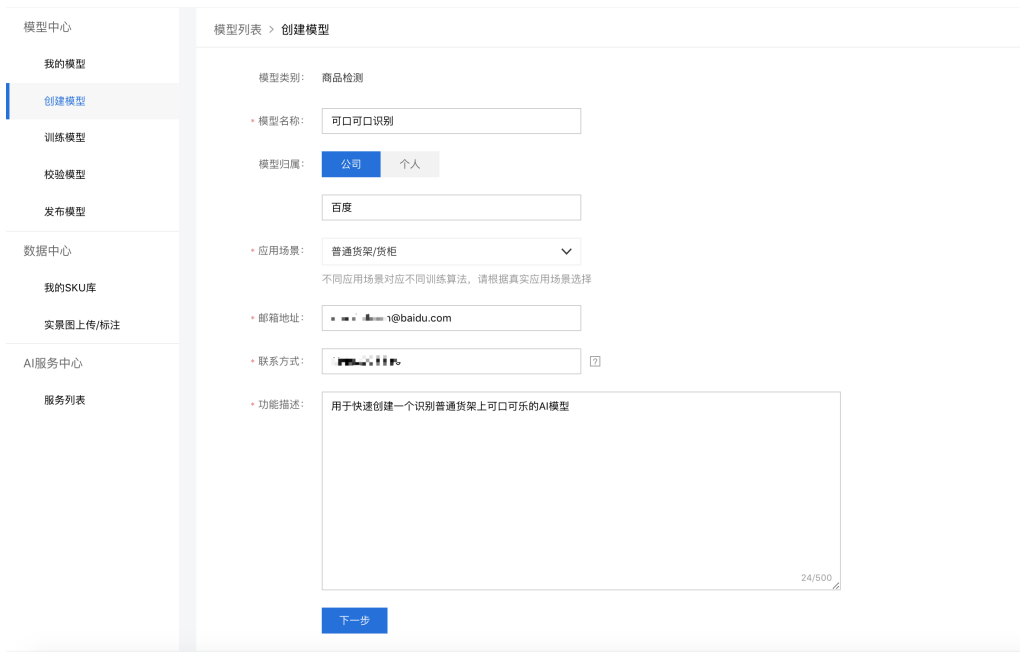 模型中心
我的模型
创建模型
训练模型
校验模型
发布模型
数据中心
我的SKU库
实景图上传/标注
AI服务中心
服务列表
模型列表 > 创建模型
模型类别: 商品检测
* 模型名称: 可口可口识别
模型归属: 公司 个人
百度
* 应用场景: 普通货架/货柜
不同应用场景对应不同训练算法，请根据真实应用场景选择
* 邮箱地址: @baidu.com
* 联系方式: ?
* 功能描述: 用于快速创建一个识别普通货架上可口可乐的AI模型
24/500
下一步